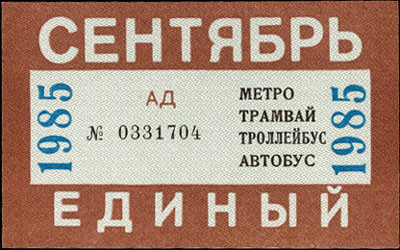 СЕНТЯБРЬ
1985
АД
№ 0331704
МЕТРО
ТРАМВАЙ
ТРОЛЛЕЙБУС
АВТОБУС
1985
ЕДИНЫЙ